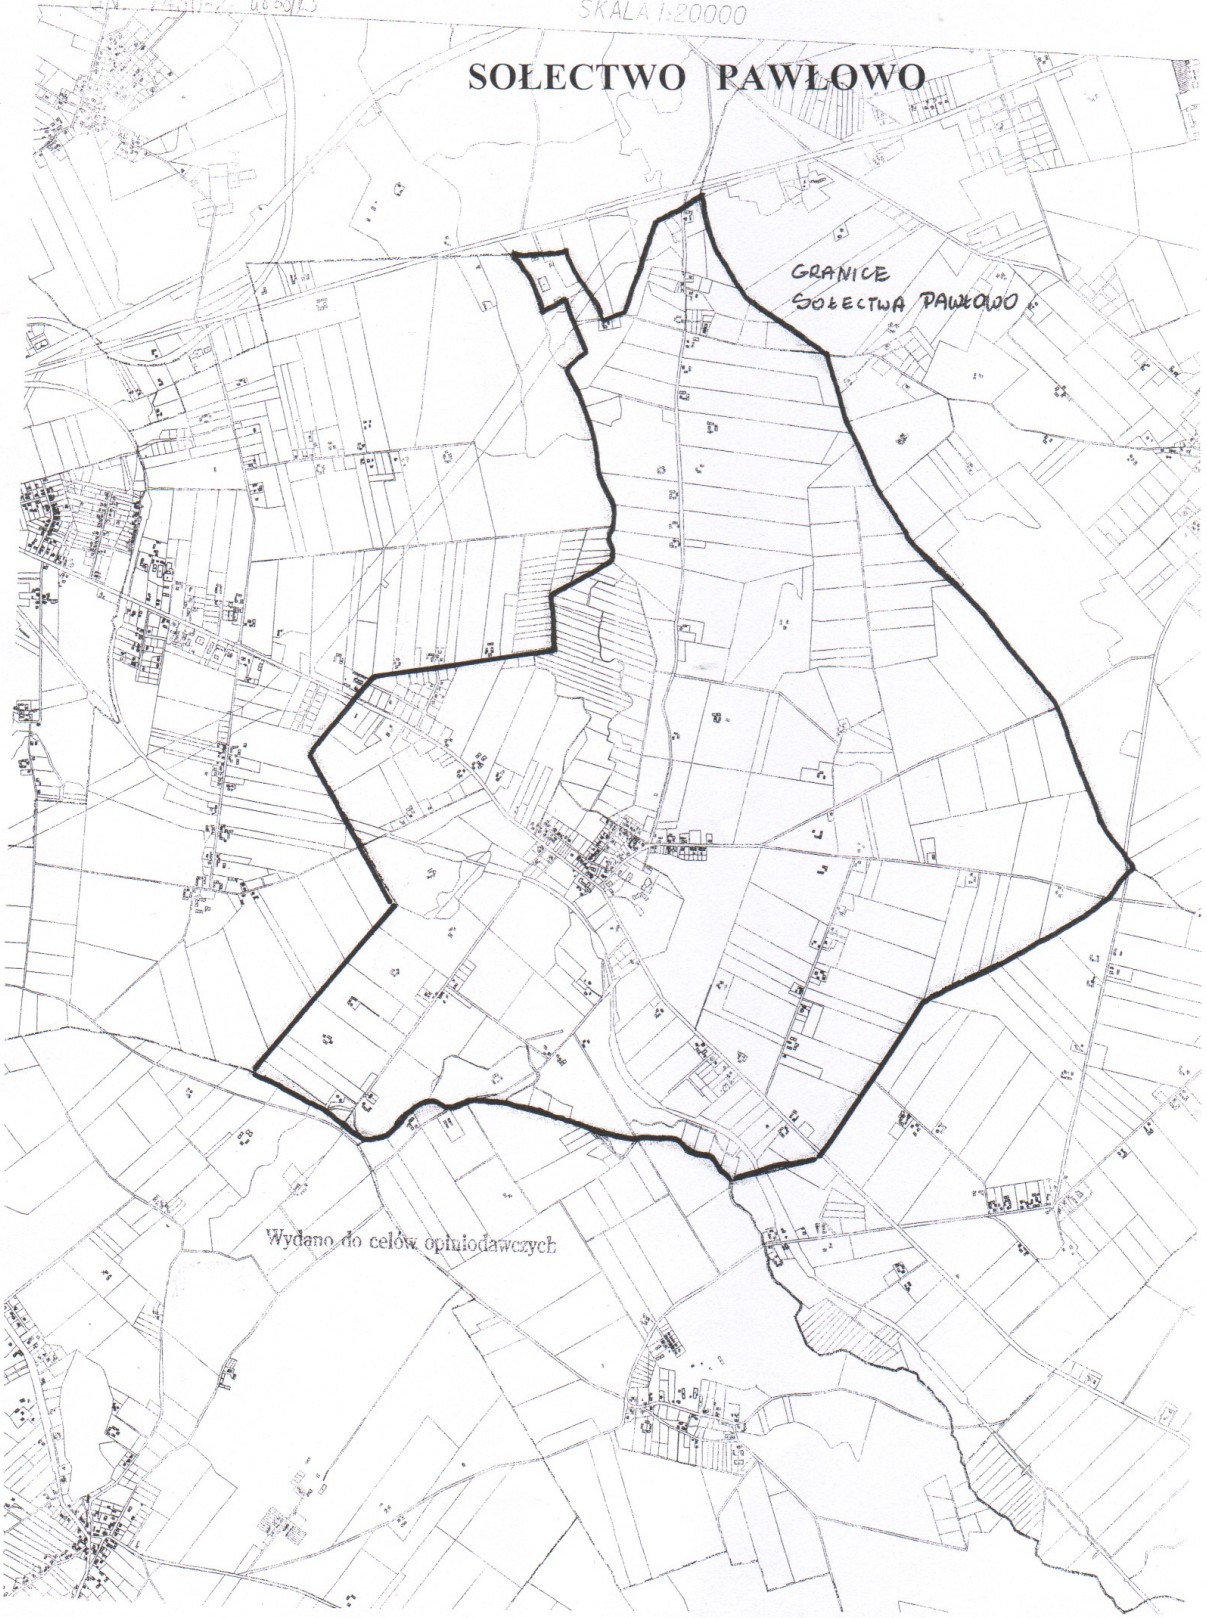 SKALA 1:20000
SOŁECTWO PAWŁOWO
GRANICE
SOŁECTWA PAWŁOWO
Wydano do celów opiniodawczych